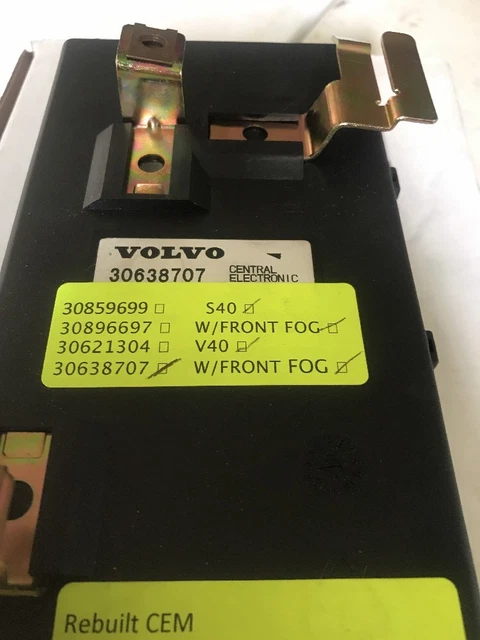 VOLVO
30638707 CENTRAL
ELECTRONIC
30859699 □ S40 ☑
30896697 □ W/FRONT FOG ☑
30621304 □ V40 ☑
30638707 ☑ W/FRONT FOG ☑
Rebuilt CEM